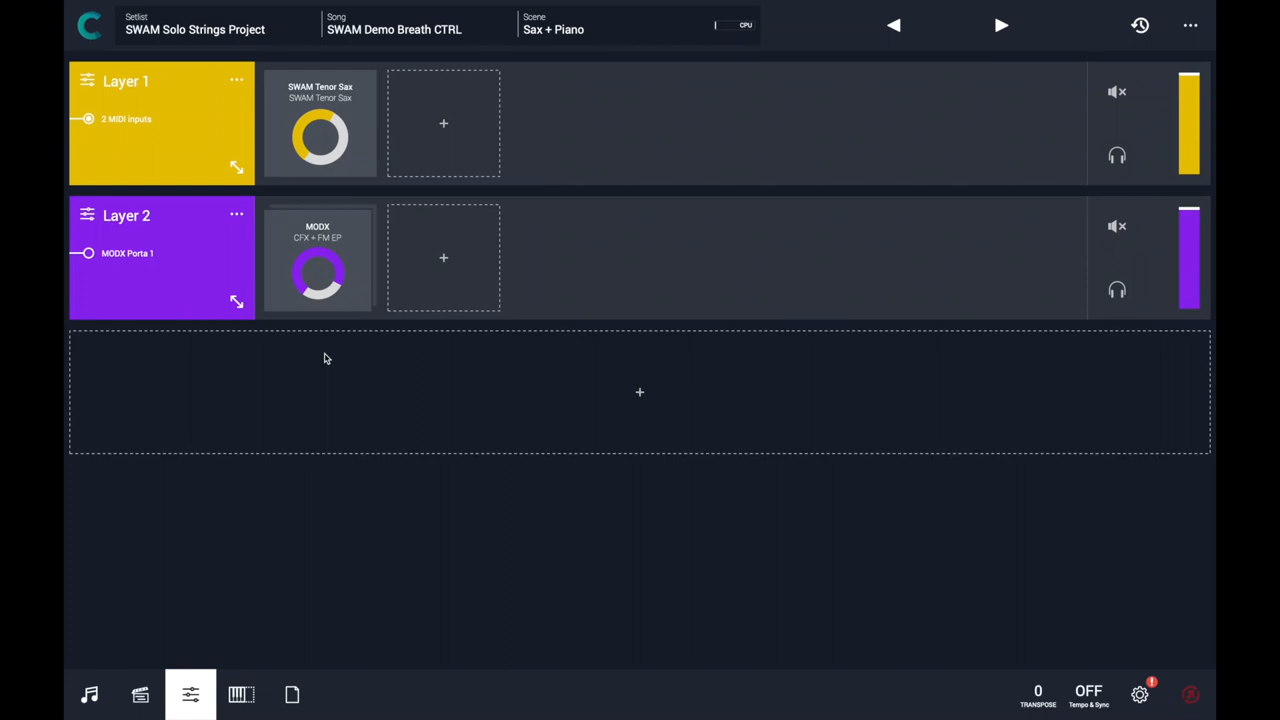 Setlist
SWAM Solo Strings Project
Song
SWAM Demo Breath CTRL
Scene
Sax + Piano
CPU
Layer 1
2 MIDI inputs
SWAM Tenor Sax
SWAM Tenor Sax
Layer 2
MODX Porta 1
MODX
CFX + FM EP
0
TRANSPOSE
OFF
Tempo & Sync